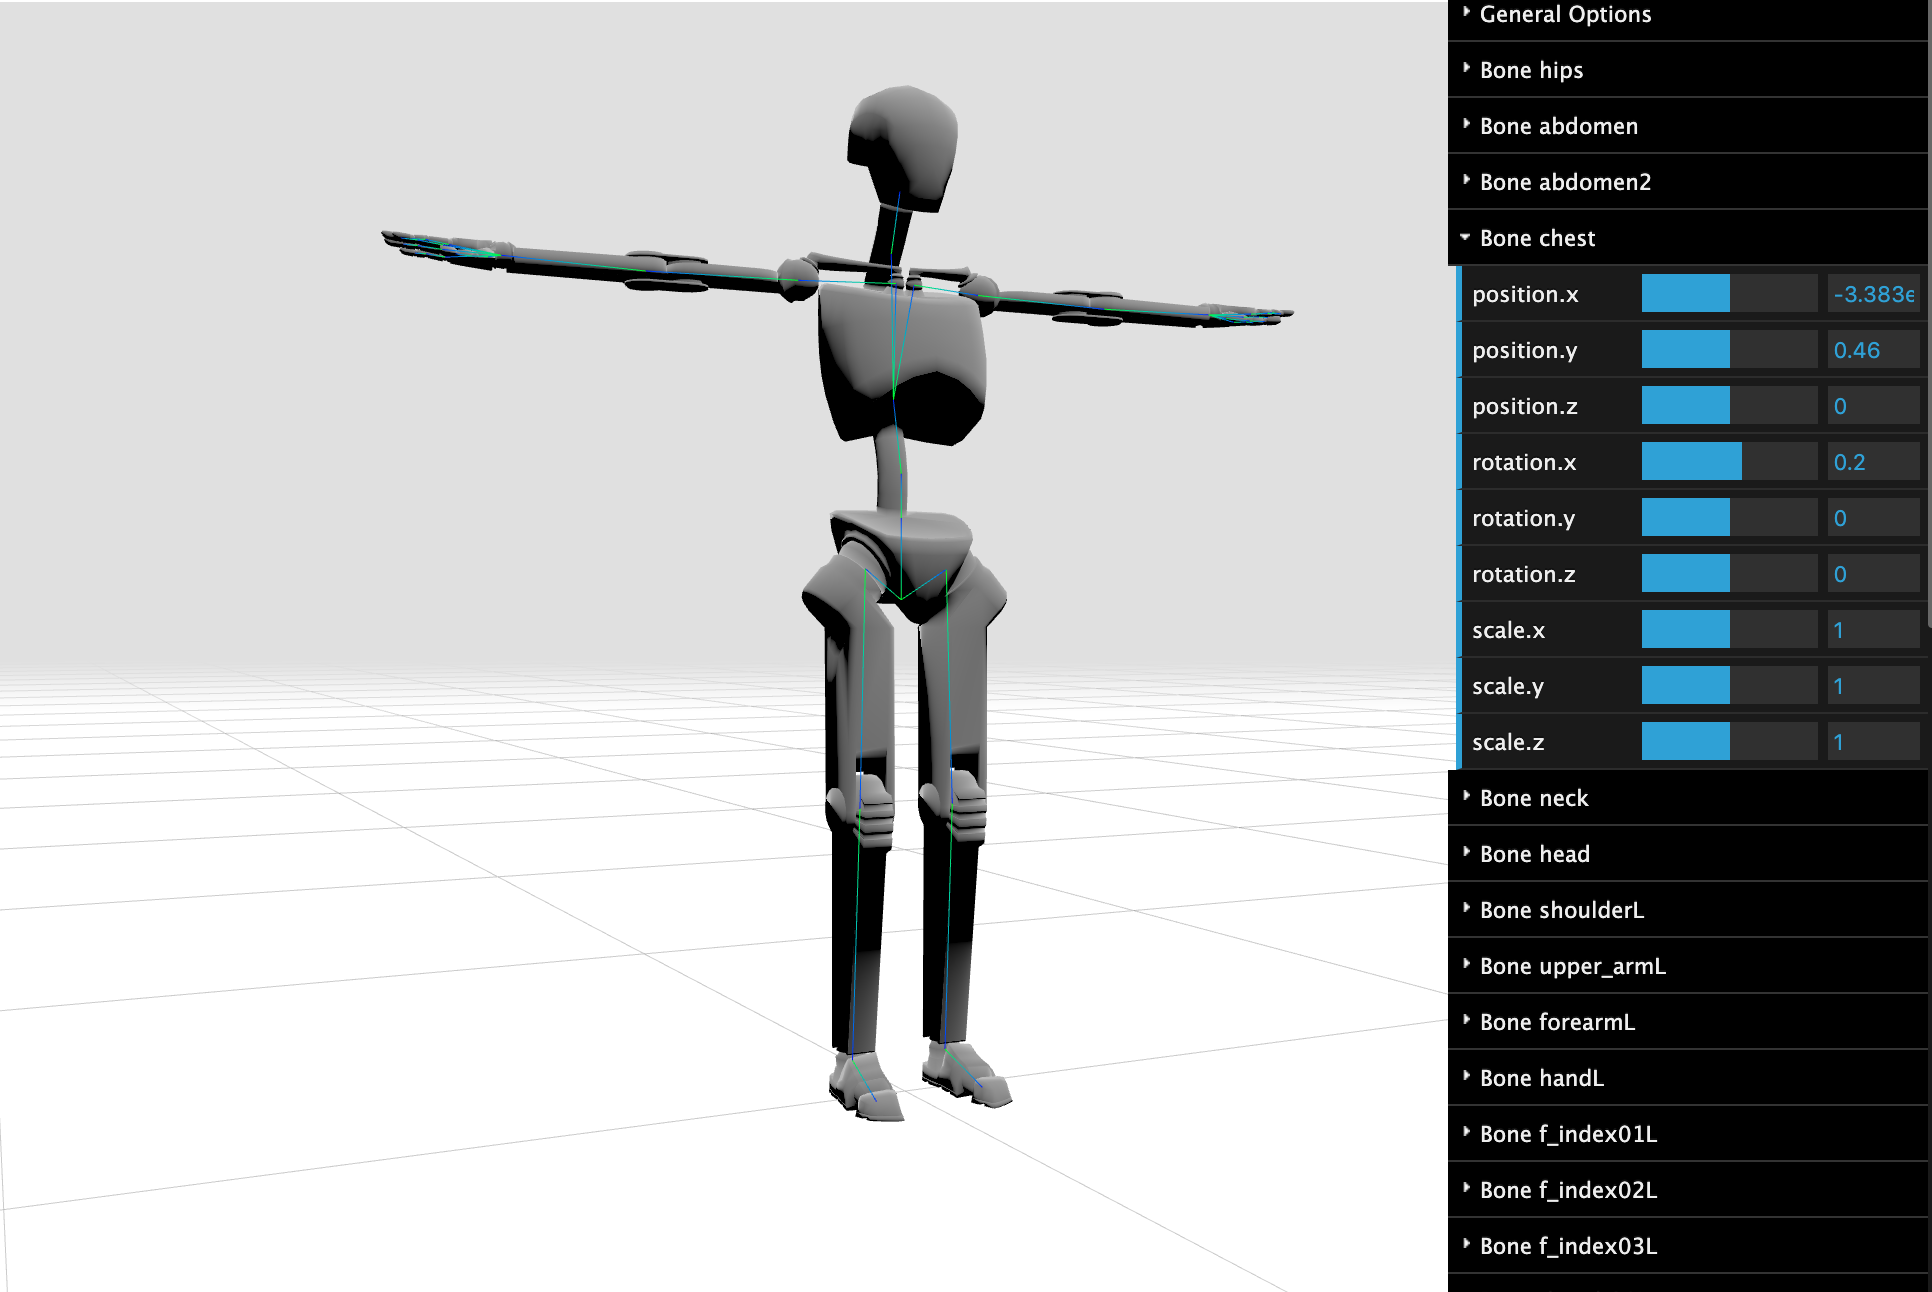 General Options
Bone hips
Bone abdomen
Bone abdomen2
Bone chest
position.x -3.383e
position.y 0.46
position.z 0
rotation.x 0.2
rotation.y 0
rotation.z 0
scale.x 1
scale.y 1
scale.z 1
Bone neck
Bone head
Bone shoulderL
Bone upper_armL
Bone forearmL
Bone handL
Bone f_index01L
Bone f_index02L
Bone f_index03L